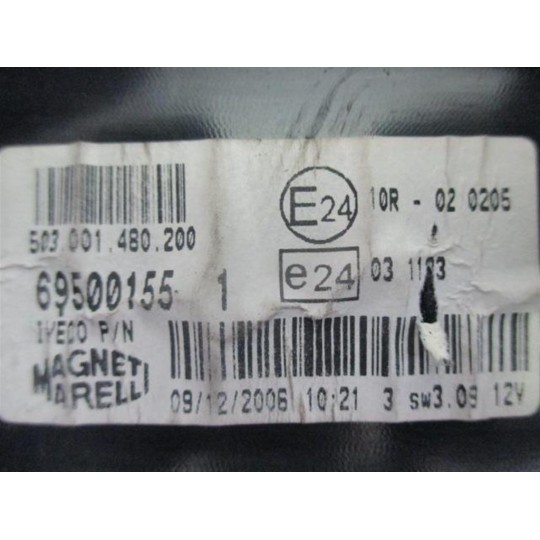 E24 10R - 02 0205
503.001.480.200
e24 03 1103
69500155 1
IVECO P/N
MAGNETI
MARELLI
09/12/2006 10:21 3 sw3.09 12V